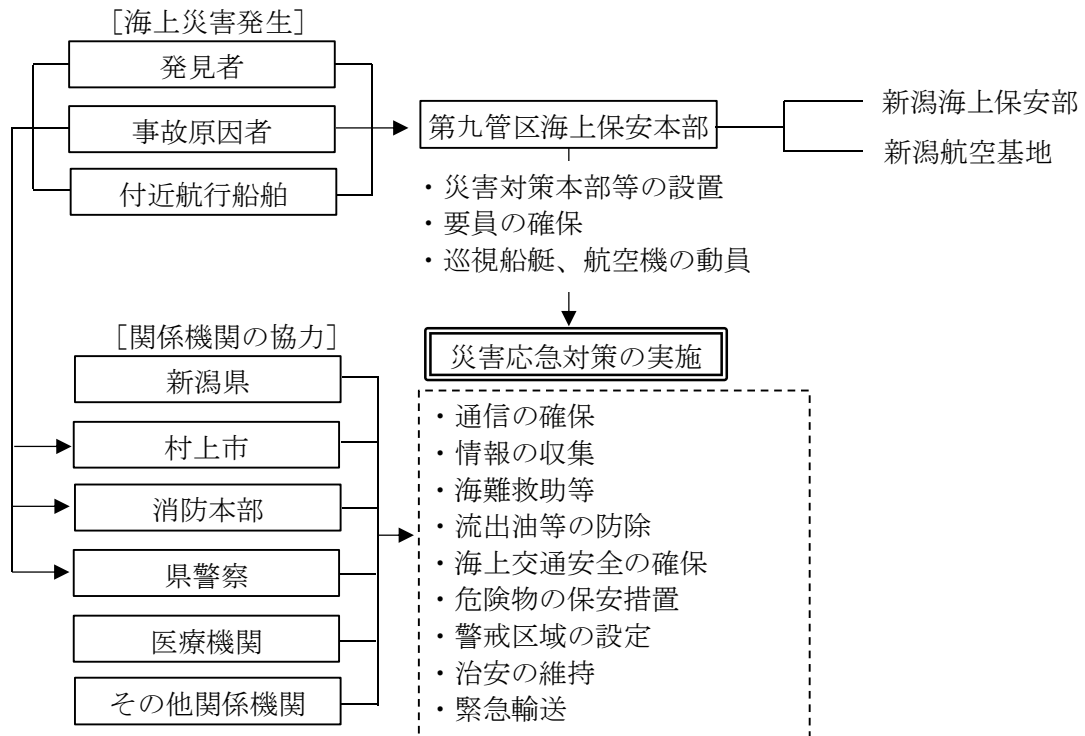 ［海上災害発生］
発見者
事故原因者
付近航行船舶
第九管区海上保安本部
新潟海上保安部
新潟航空基地
・災害対策本部等の設置
・要員の確保
・巡視船艇、航空機の動員
［関係機関の協力］
新潟県
村上市
消防本部
県警察
医療機関
その他関係機関
災害応急対策の実施
・通信の確保
・情報の収集
・海難救助等
・流出油等の防除
・海上交通安全の確保
・危険物の保安措置
・警戒区域の設定
・治安の維持
・緊急輸送